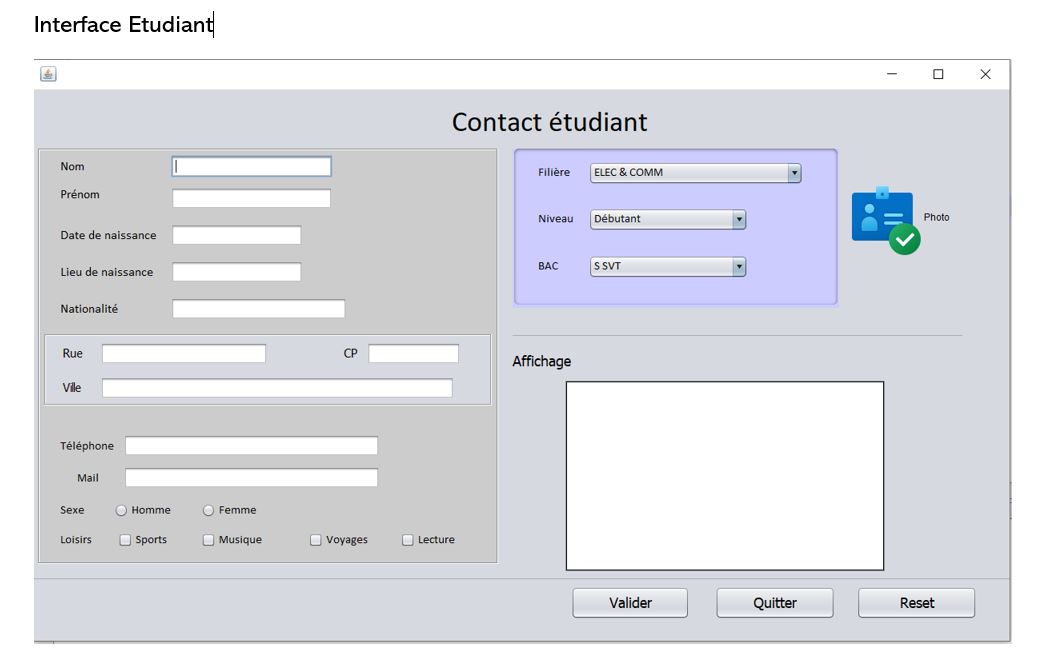 Interface Etudiant
Contact étudiant
Nom
Prénom
Date de naissance
Lieu de naissance
Nationalité
Rue CP
Ville
Téléphone
Mail
Sexe Homme Femme
Loisirs Sports Musique Voyages Lecture
Filière ELEC & COMM
Niveau Débutant
BAC S SVT
Photo
Affichage
Valider Quitter Reset